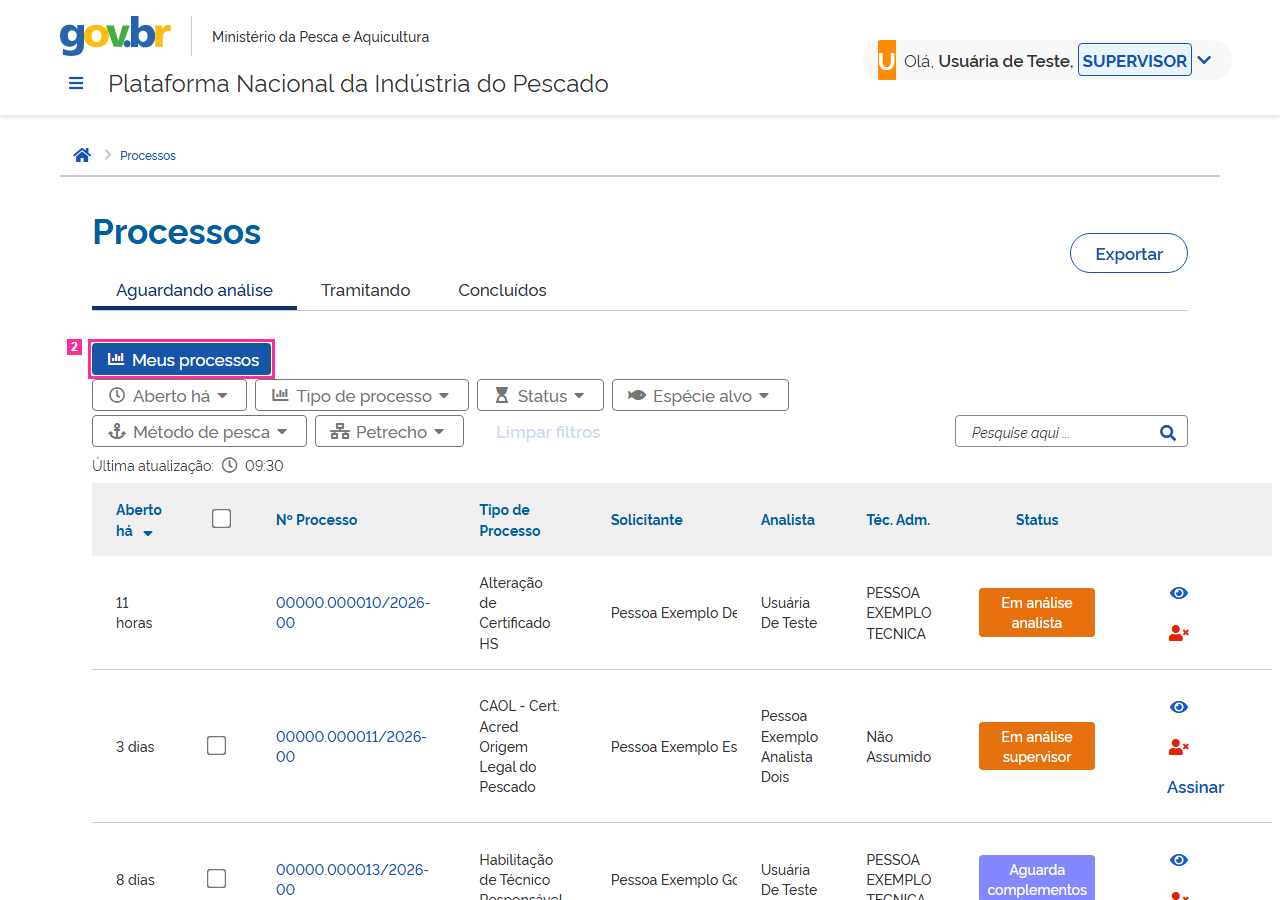 gov.br
Ministério da Pesca e Aquicultura
Plataforma Nacional da Indústria do Pescado
U Olá, Usuária de Teste, SUPERVISOR
Processos
Processos
Exportar
Aguardando análise Tramitando Concluídos
2
Meus processos
Aberto há Tipo de processo Status Espécie alvo
Método de pesca Petrecho Limpar filtros Pesquise aqui ...
Última atualização: 09:30
Aberto há Nº Processo Tipo de Processo Solicitante Analista Téc. Adm. Status
11 horas 00000.000010/2026-00 Alteração de Certificado HS Pessoa Exemplo De Usuária De Teste PESSOA EXEMPLO TECNICA Em análise analista
3 dias 00000.000011/2026-00 CAOL - Cert. Acred Origem Legal do Pescado Pessoa Exemplo Es Pessoa Exemplo Analista Dois Não Assumido Em análise supervisor Assinar
8 dias 00000.000013/2026-00 Habilitação de Técnico Responsável Pessoa Exemplo Go Usuária De Teste PESSOA EXEMPLO TECNICA Aguarda complementos